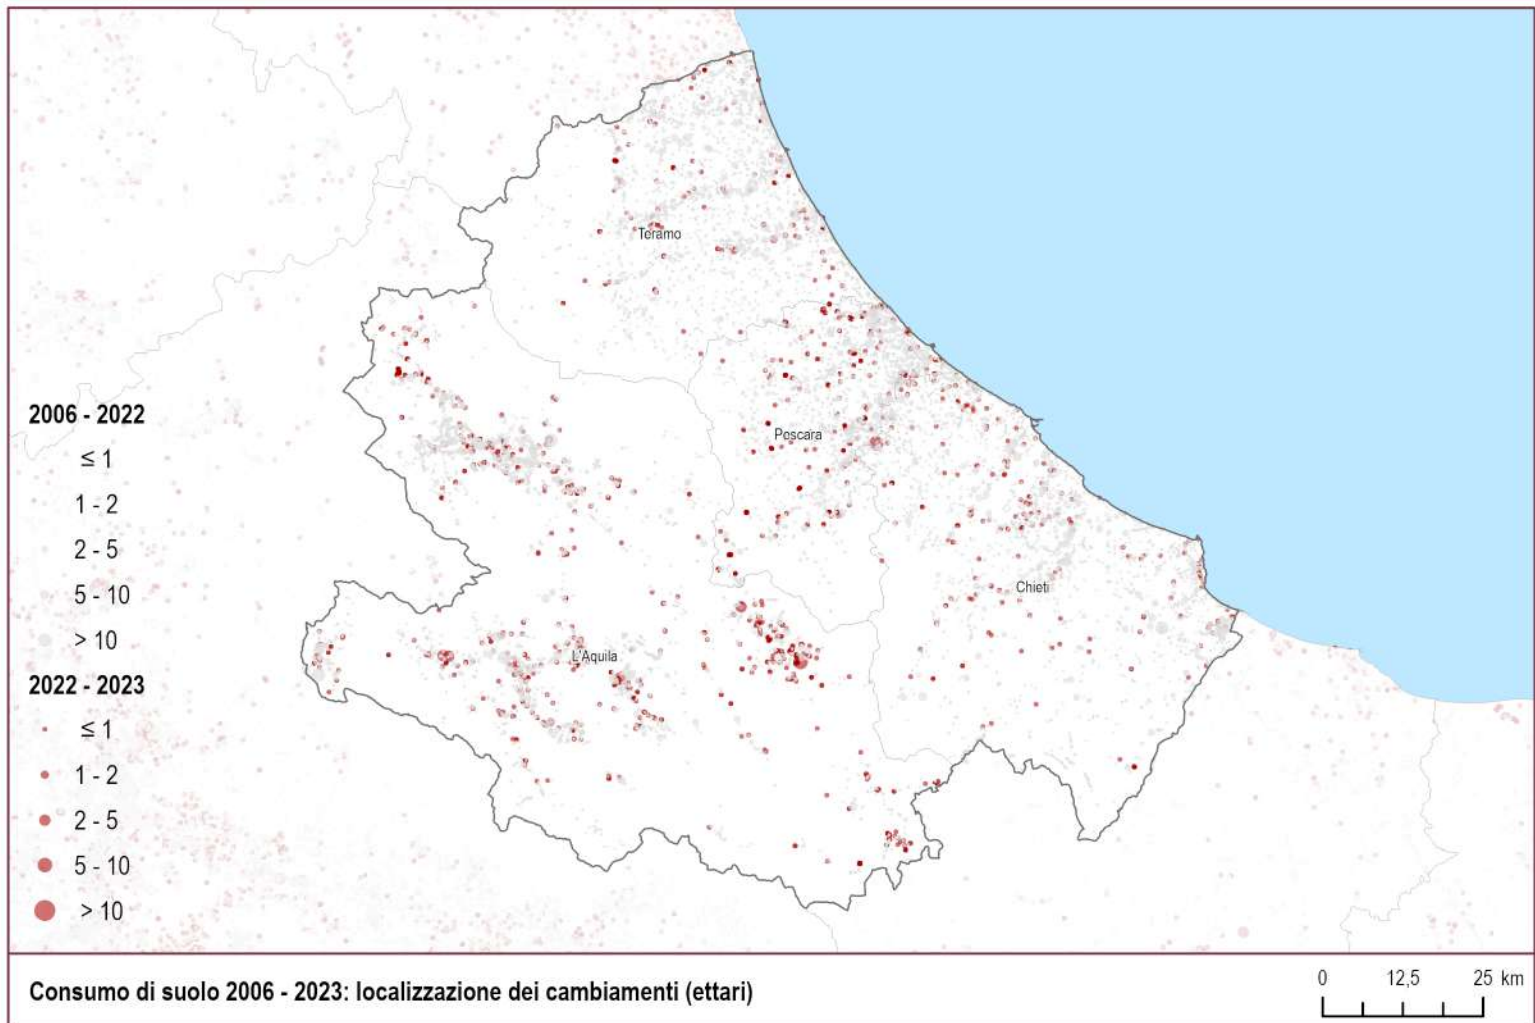 Teramo
2006 - 2022
≤ 1
Pescara
1 - 2
2 - 5
5 - 10
Chieti
> 10
L'Aquila
2022 - 2023
≤ 1
1 - 2
2 - 5
5 - 10
> 10
Consumo di suolo 2006 - 2023: localizzazione dei cambiamenti (ettari)
0 12,5 25 km